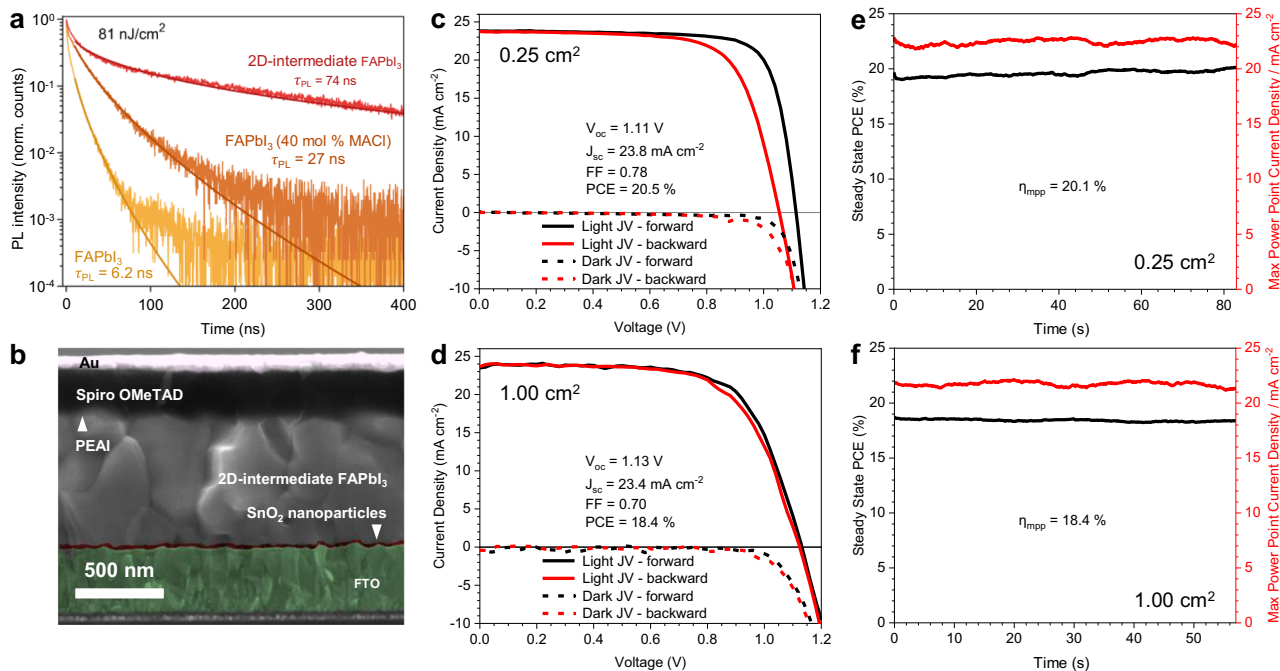 a
81 nJ/cm²
2D-intermediate FAPbI₃
τPL = 74 ns
FAPbI₃ (40 mol % MACl)
τPL = 27 ns
FAPbI₃
τPL = 6.2 ns
PL intensity (norm. counts)
10⁰
10⁻¹
10⁻²
10⁻³
10⁻⁴
0 100 200 300 400
Time (ns)
b
Au
Spiro OMeTAD
PEAI
2D-intermediate FAPbI₃
SnO₂ nanoparticles
500 nm
FTO
c
0.25 cm²
Current Density (mA cm⁻²)
25
20
15
10
5
0
-5
-10
Voc = 1.11 V
Jsc = 23.8 mA cm⁻²
FF = 0.78
PCE = 20.5 %
Light JV - forward
Light JV - backward
Dark JV - forward
Dark JV - backward
0.0 0.2 0.4 0.6 0.8 1.0 1.2
Voltage (V)
d
1.00 cm²
Current Density (mA cm⁻²)
25
20
15
10
5
0
-5
-10
Voc = 1.13 V
Jsc = 23.4 mA cm⁻²
FF = 0.70
PCE = 18.4 %
Light JV - forward
Light JV - backward
Dark JV - forward
Dark JV - backward
0.0 0.2 0.4 0.6 0.8 1.0 1.2
Voltage (V)
e
Steady State PCE (%)
25
20
15
10
5
0
ηmpp = 20.1 %
0.25 cm²
0 20 40 60 80
Time (s)
25
20
15
10
5
0
Max Power Point Current Density / mA cm⁻²
f
Steady State PCE (%)
25
20
15
10
5
0
ηmpp = 18.4 %
1.00 cm²
0 10 20 30 40 50
Time (s)
25
20
15
10
5
0
Max Power Point Current Density / mA cm⁻²